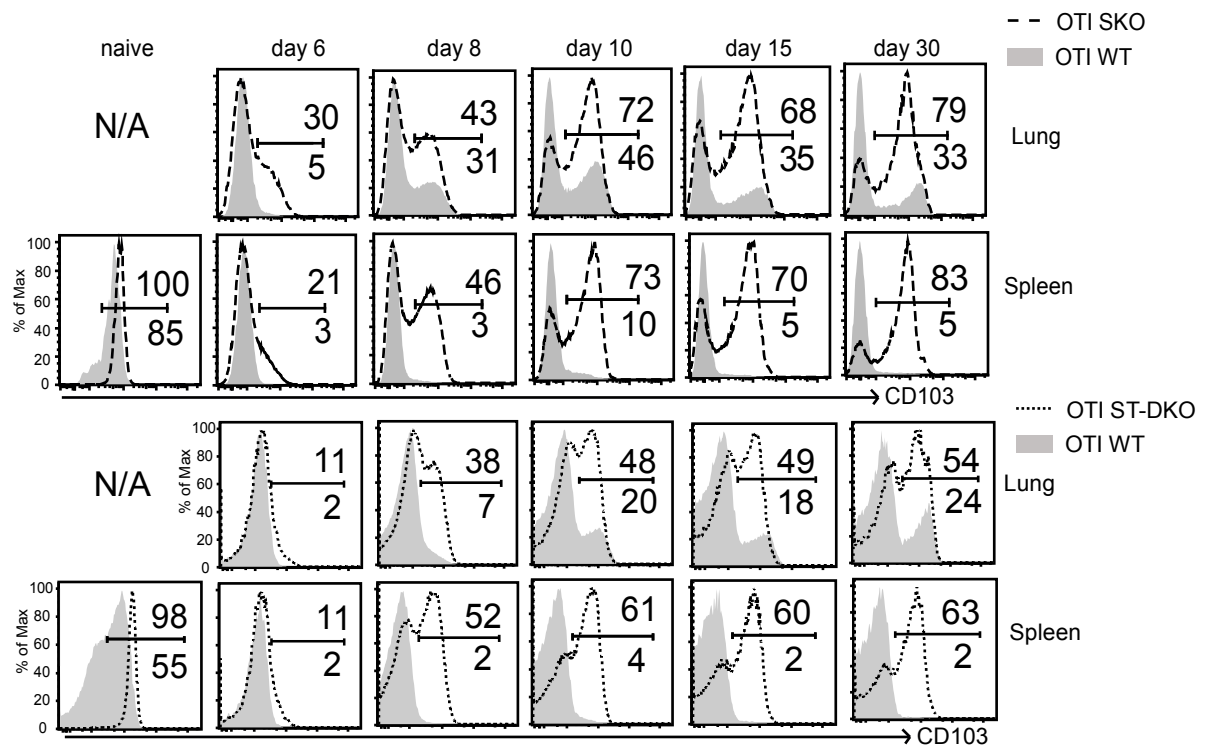 OTI SKO
OTI WT
naive day 6 day 8 day 10 day 15 day 30
N/A 30 43 72 68 79 Lung
5 31 46 35 33
100
80
60
40
20
0
% of Max
100 21 46 73 70 83 Spleen
85 3 3 10 5 5
CD103
OTI ST-DKO
OTI WT
100
80
60
40
20
0
% of Max
N/A 11 38 48 49 54 Lung
2 7 20 18 24
100
80
60
40
20
0
% of Max
98 11 52 61 60 63 Spleen
55 2 2 4 2 2
CD103